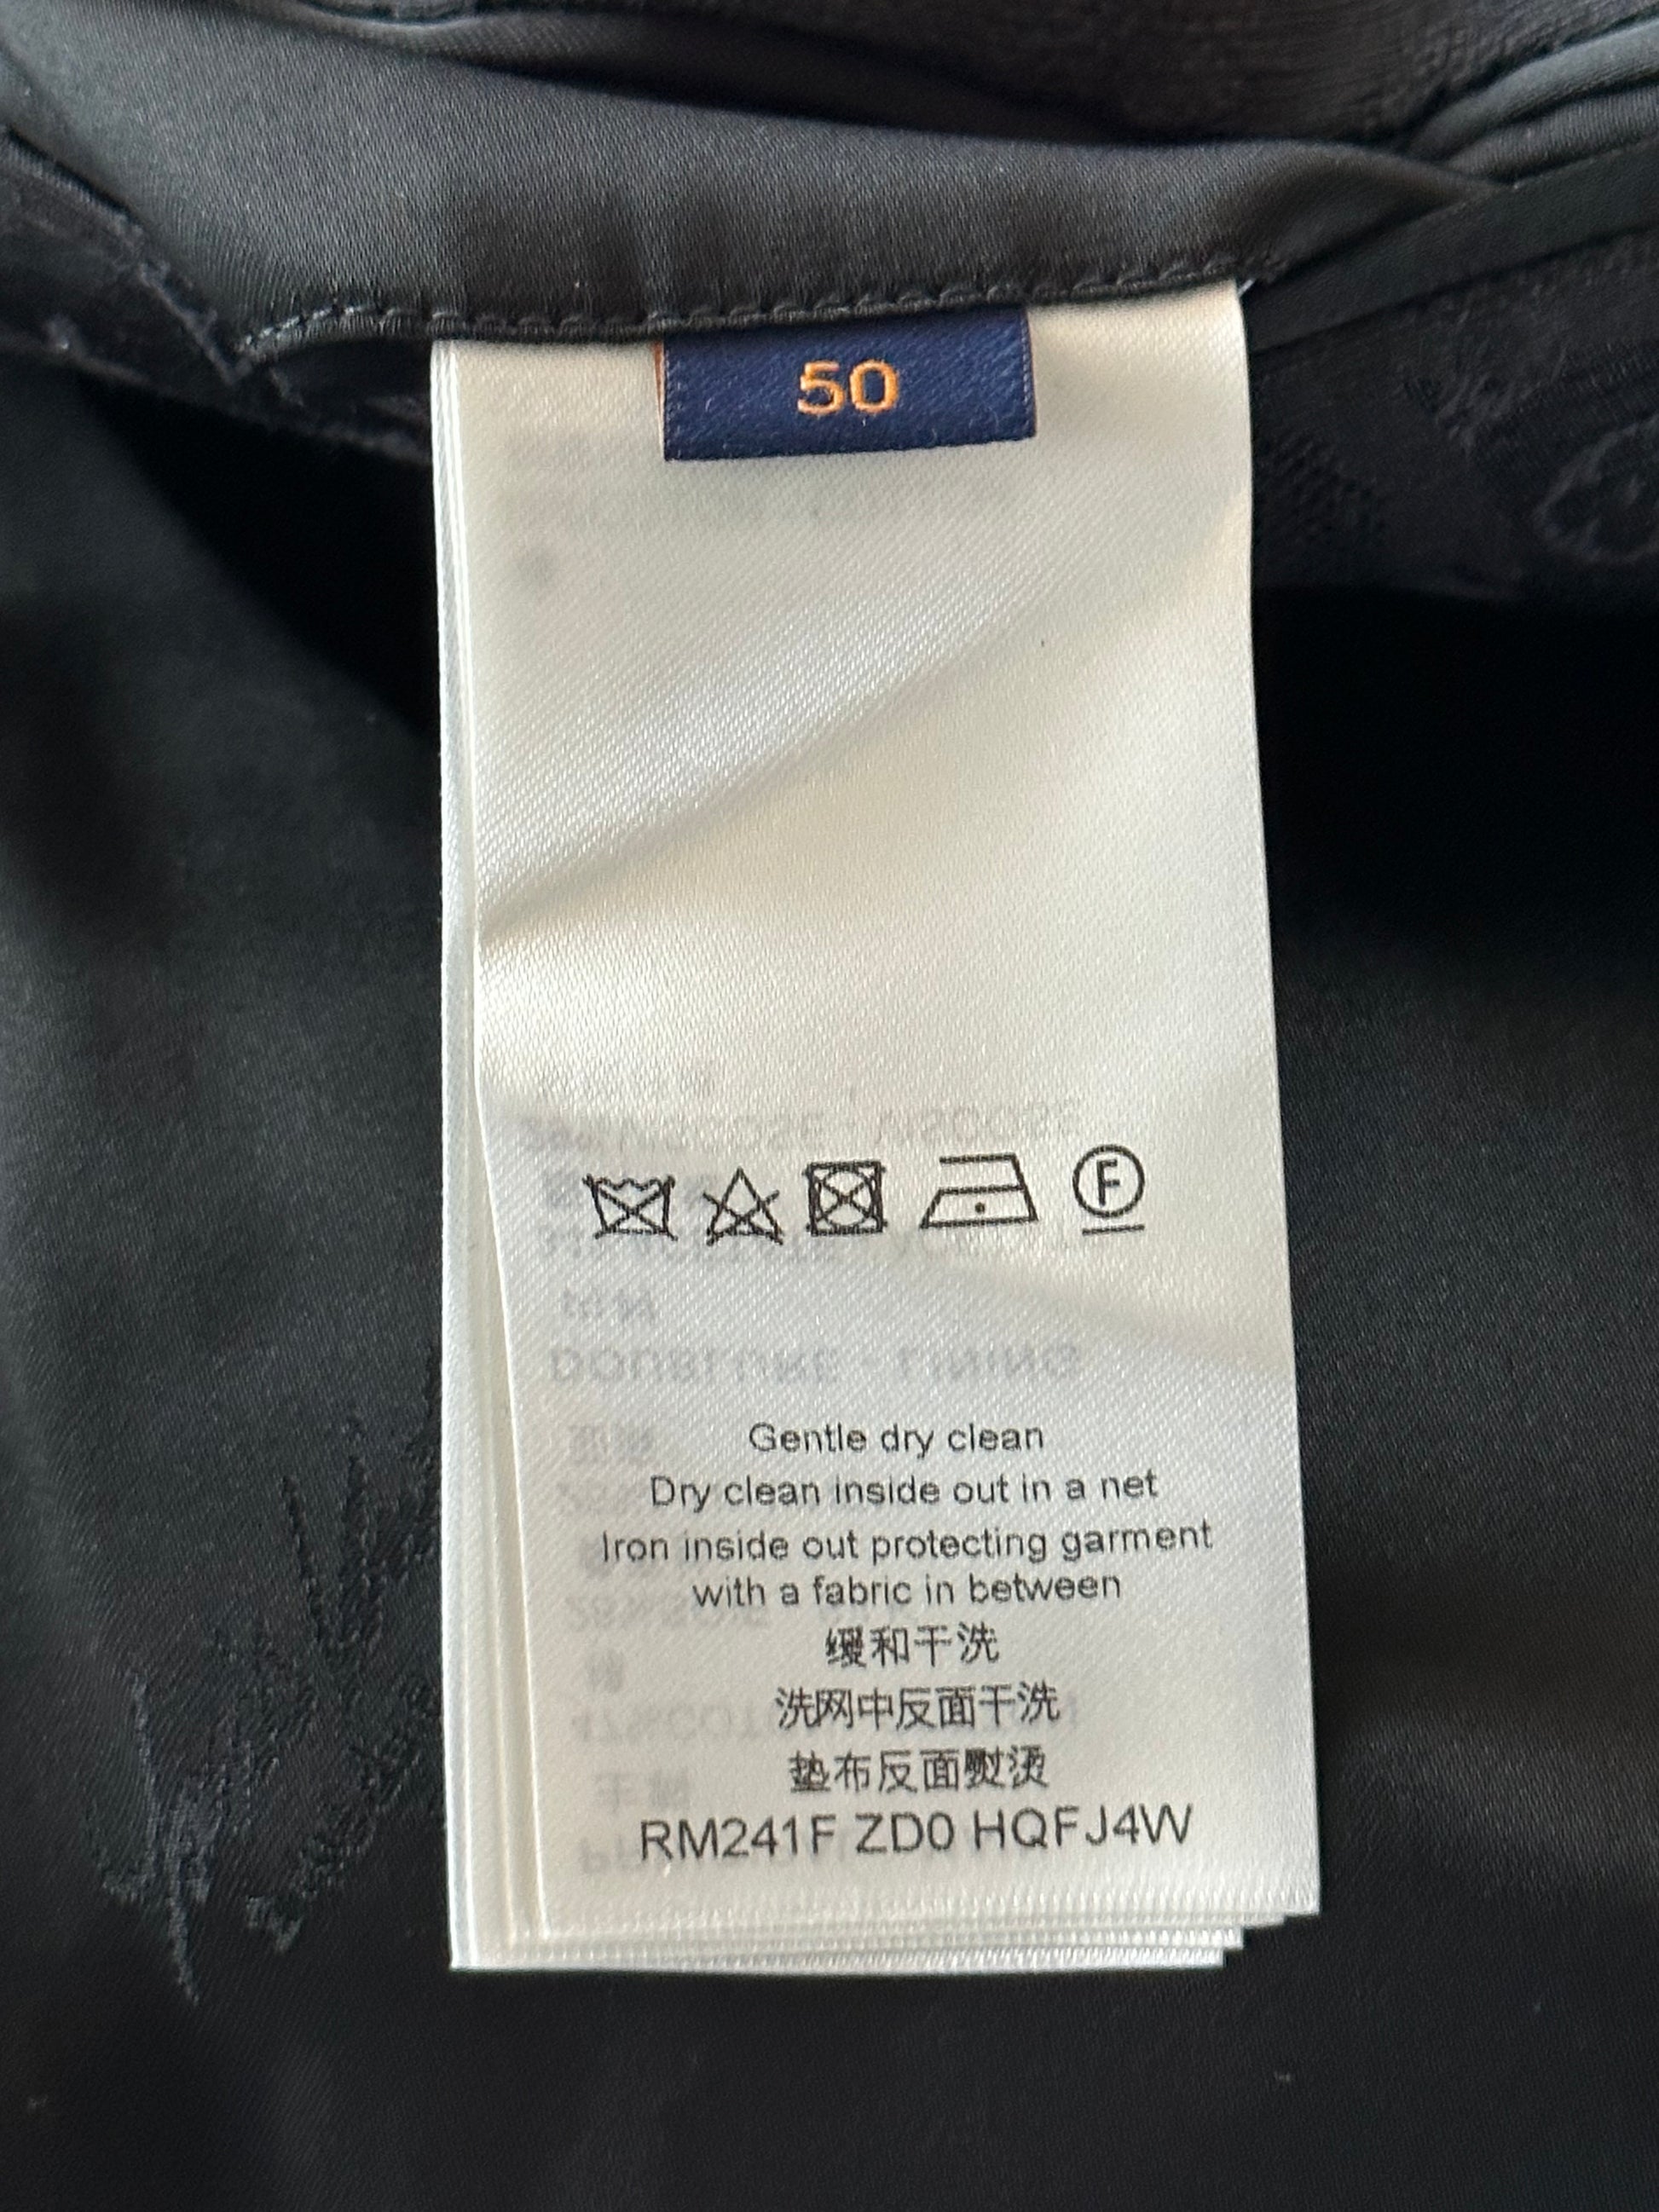 50
F
Gentle dry clean
Dry clean inside out in a net
Iron inside out protecting garment
with a fabric in between
缓和干洗
洗网中反面干洗
垫布反面熨烫
RM241F ZD0 HQFJ4W
DOUBLURE - LINING